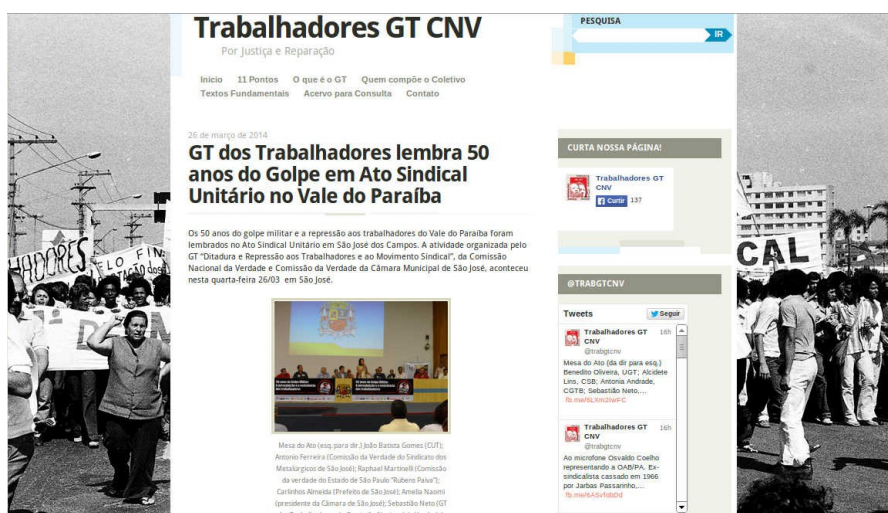 Trabalhadores GT CNV
Por Justiça e Reparação
Início 11 Pontos O que é o GT Quem compõe o Coletivo
Textos Fundamentais Acervo para Consulta Contato
26 de março de 2014
GT dos Trabalhadores lembra 50
anos do Golpe em Ato Sindical
Unitário no Vale do Paraíba
Os 50 anos do golpe militar e a repressão aos trabalhadores do Vale do Paraíba foram
lembrados no Ato Sindical Unitário em São José dos Campos. A atividade organizada pelo
GT “Ditadura e Repressão aos Trabalhadores e ao Movimento Sindical”, da Comissão
Nacional da Verdade e Comissão da Verdade da Câmara Municipal de São José, aconteceu
nesta quarta-feira 26/03 em São José.
Mesa do Ato (esq. para dir.) João Batista Gomes (CUT);
Antonio Ferreira (Comissão da Verdade do Sindicato dos
Metalúrgicos de São José); Raphael Martinelli (Comissão
da verdade do Estado de São Paulo “Rubens Paiva”);
Carlinhos Almeida (Prefeito de São José); Amelia Naomi
(presidente da Câmara de São José); Sebastião Neto (GT
PESQUISA
IR
CURTA NOSSA PÁGINA!
Trabalhadores GT
CNV
Curtir 137
@TRABGTCNV
Tweets Seguir
Trabalhadores GT 16h
CNV
@trabgtcnv
Mesa do Ato (da dir para esq.)
Benedito Oliveira, UGT; Alcidete
Lins, CSB; Antonia Andrade,
CGTB; Sebastião Neto,...
fb.me/6LXm2IwFC
Trabalhadores GT 16h
CNV
@trabgtcnv
Ao microfone Osvaldo Coelho
representando a OAB/PA. Ex-
sindicalista cassado em 1966
por Jarbas Passarinho,...
fb.me/6ASvfobDd
HADORES
PELO FIM
CAL